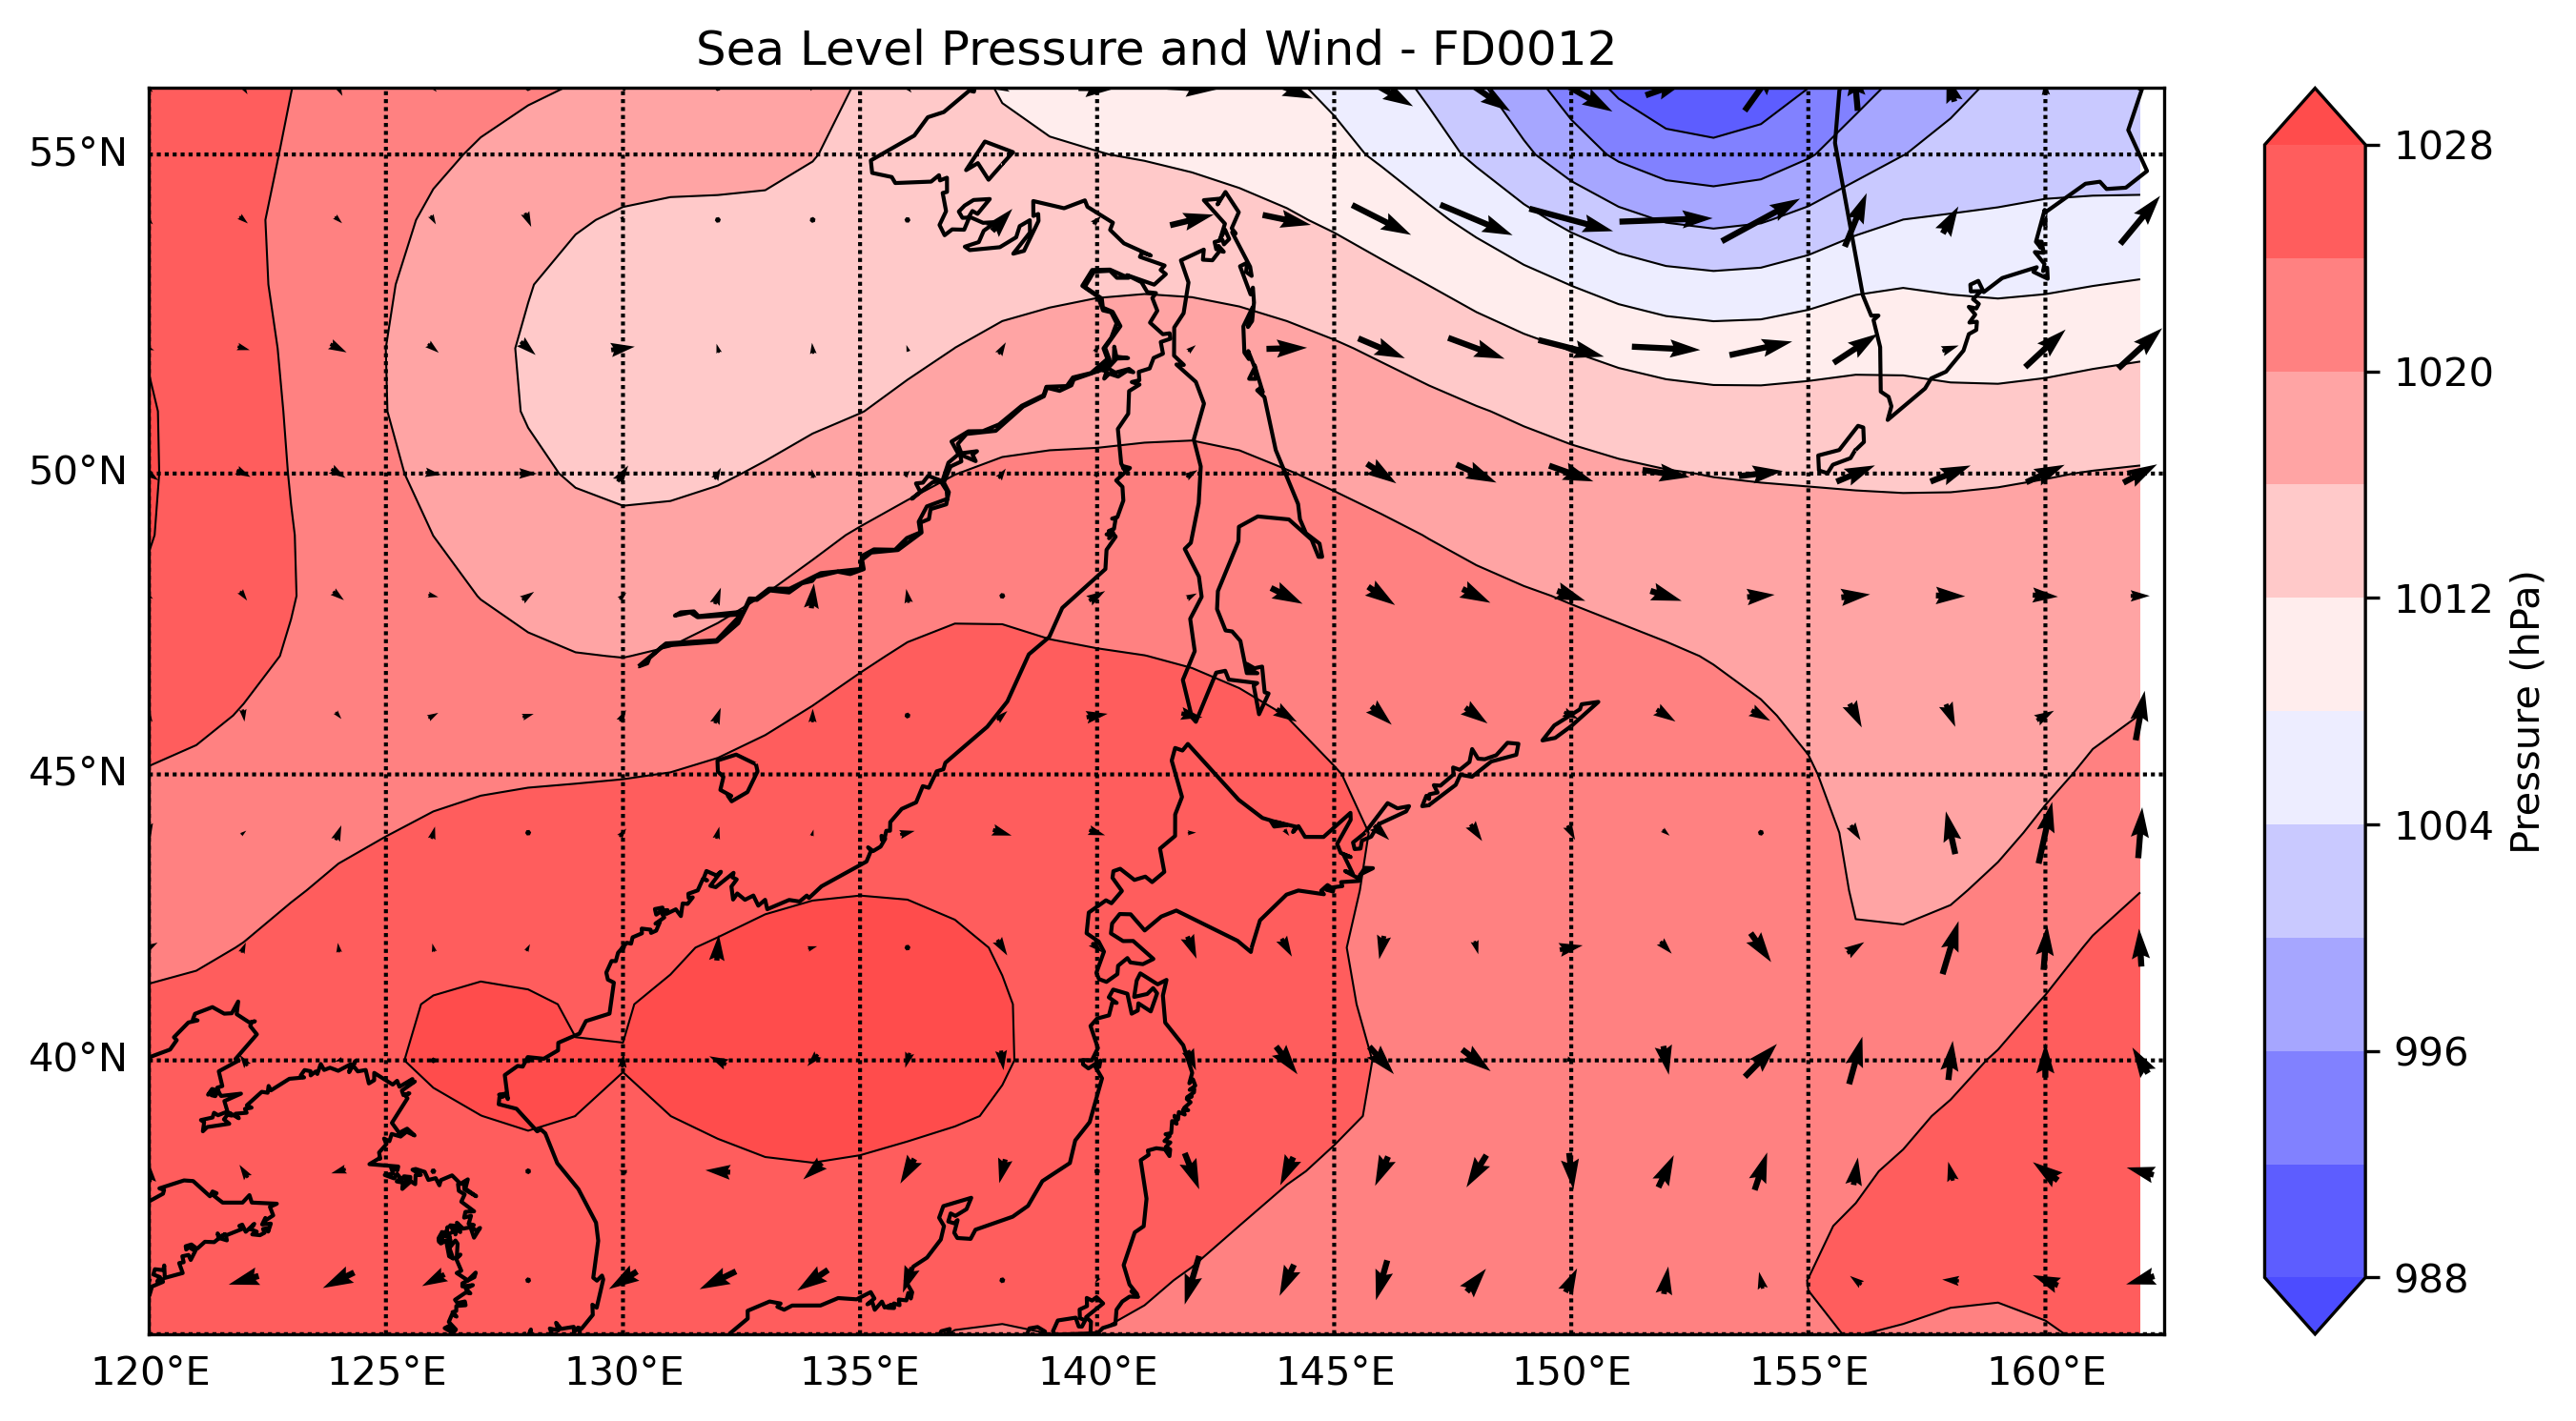 Sea Level Pressure and Wind - FD0012
55°N
50°N
45°N
40°N
120°E 125°E 130°E 135°E 140°E 145°E 150°E 155°E 160°E
1028
1020
1012
1004
996
988
Pressure (hPa)